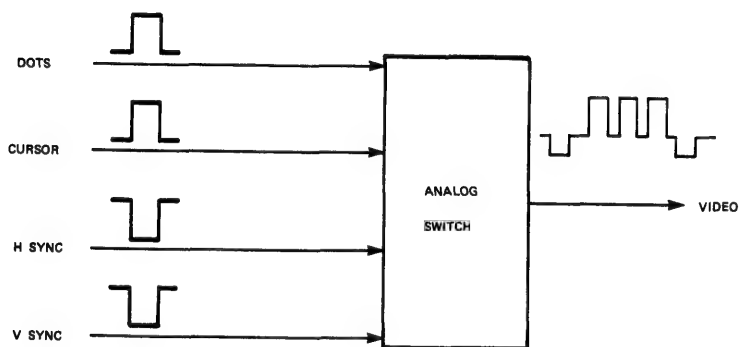 DOTS
CURSOR
H SYNC
V SYNC
ANALOG
SWITCH
VIDEO